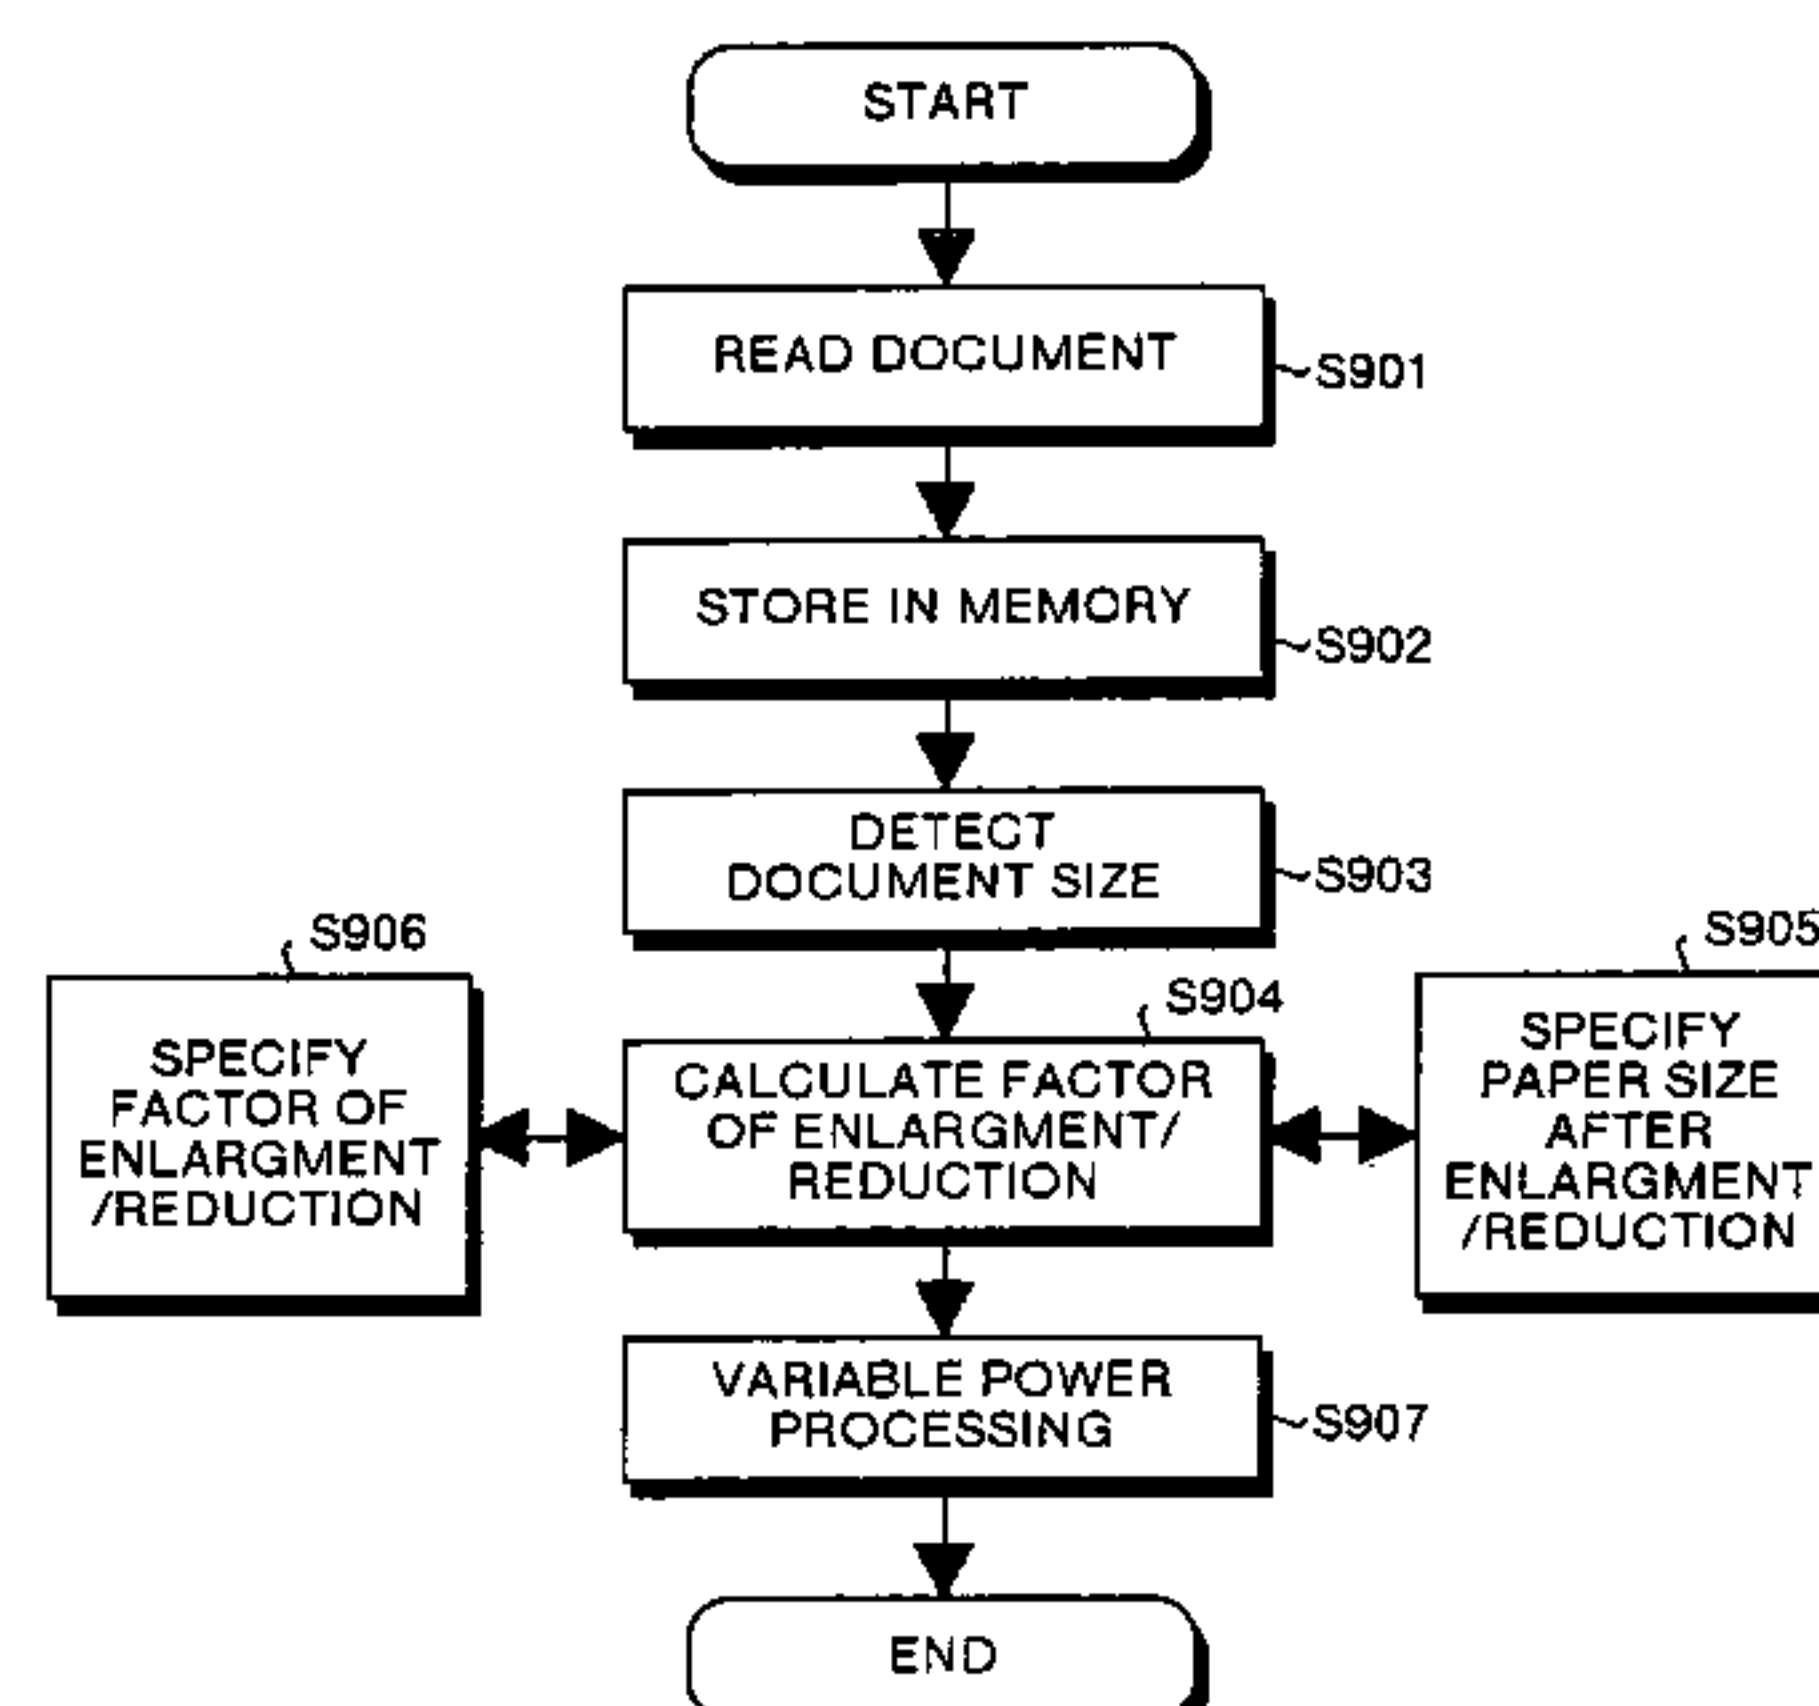 START
READ DOCUMENT
S901
STORE IN MEMORY
S902
DETECT
DOCUMENT SIZE
S903
S906
SPECIFY
FACTOR OF
ENLARGMENT
/REDUCTION
S904
CALCULATE FACTOR
OF ENLARGMENT/
REDUCTION
S905
SPECIFY
PAPER SIZE
AFTER
ENLARGMENT
/REDUCTION
VARIABLE POWER
PROCESSING
S907
END